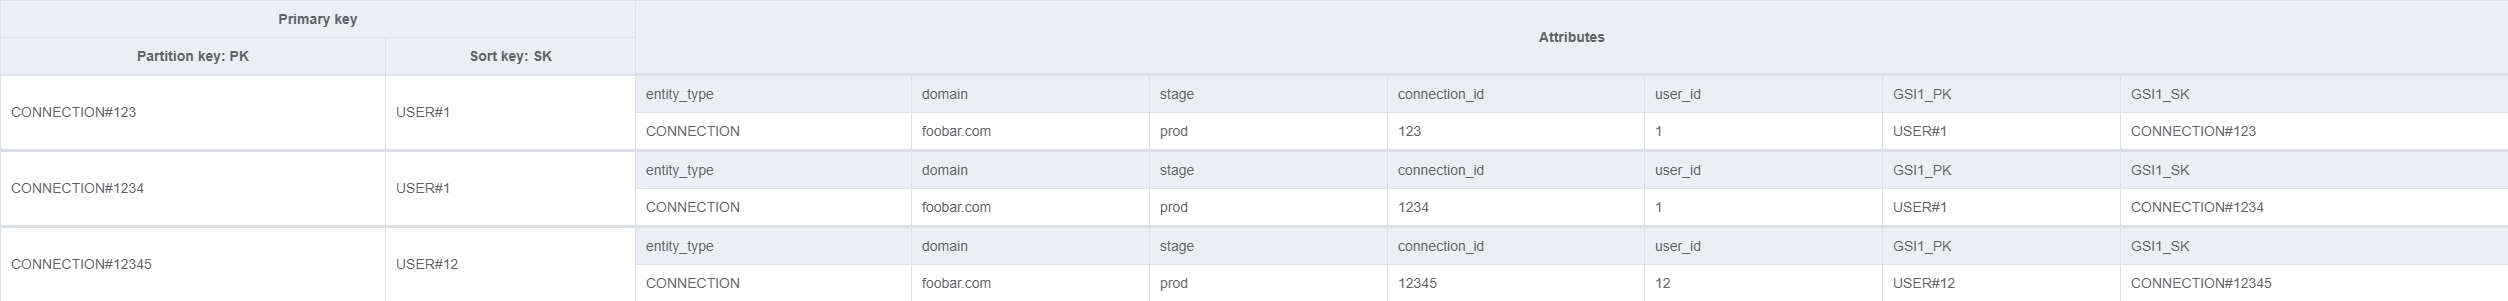 Primary key
Attributes
Partition key: PK Sort key: SK
entity_type domain stage connection_id user_id GSI1_PK GSI1_SK
CONNECTION#123 USER#1
CONNECTION foobar.com prod 123 1 USER#1 CONNECTION#123
entity_type domain stage connection_id user_id GSI1_PK GSI1_SK
CONNECTION#1234 USER#1
CONNECTION foobar.com prod 1234 1 USER#1 CONNECTION#1234
entity_type domain stage connection_id user_id GSI1_PK GSI1_SK
CONNECTION#12345 USER#12
CONNECTION foobar.com prod 12345 12 USER#12 CONNECTION#12345